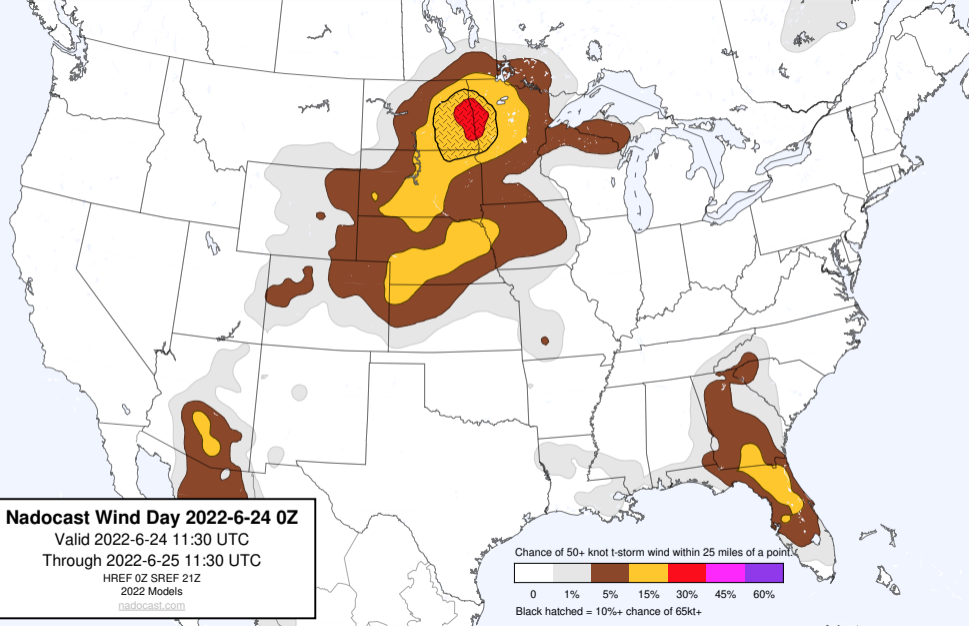 Nadocast Wind Day 2022-6-24 0Z
Valid 2022-6-24 11:30 UTC
Through 2022-6-25 11:30 UTC
HREF 0Z SREF 21Z
2022 Models
nadocast.com
Chance of 50+ knot t-storm wind within 25 miles of a point.
0 1% 5% 15% 30% 45% 60%
Black hatched = 10%+ chance of 65kt+